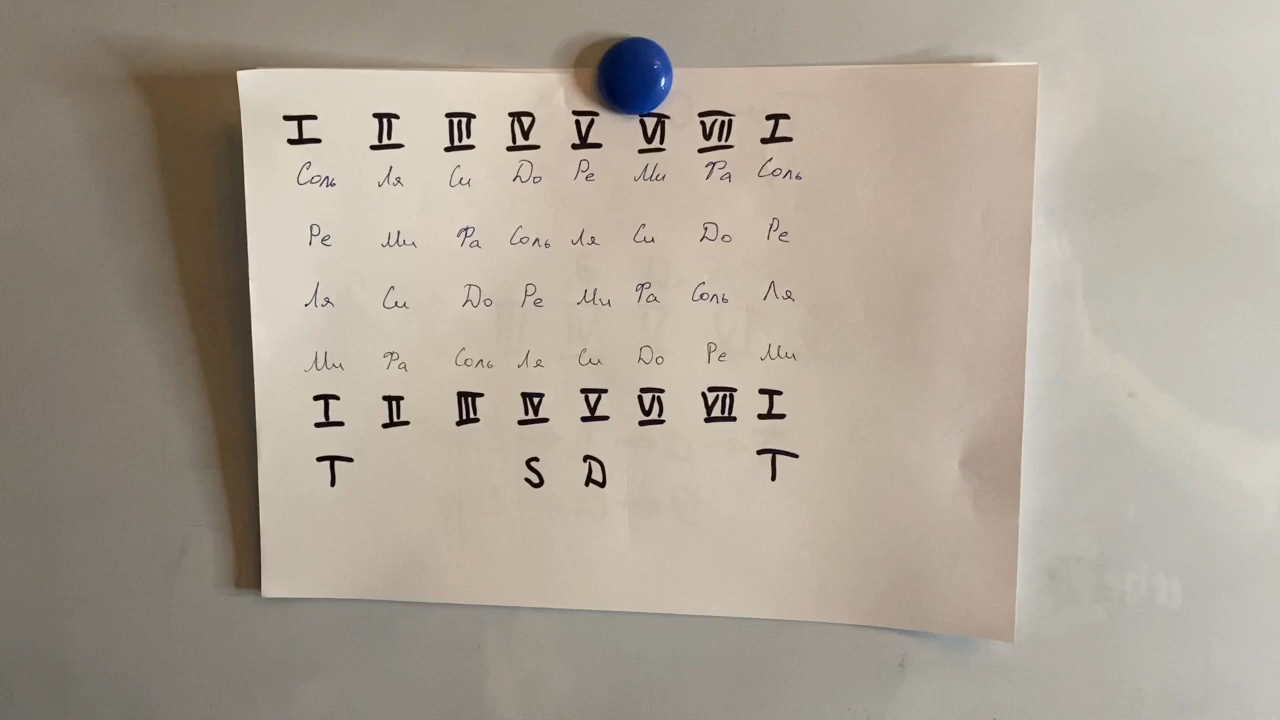 I II III IV V VI VII I
Соль Ля Си До Ре Ми Фа Соль
Ре Ми Фа Соль Ля Си До Ре
Ля Си До Ре Ми Фа Соль Ля
Ми Фа Соль Ля Си До Ре Ми
I II III IV V VI VII I
T S D T